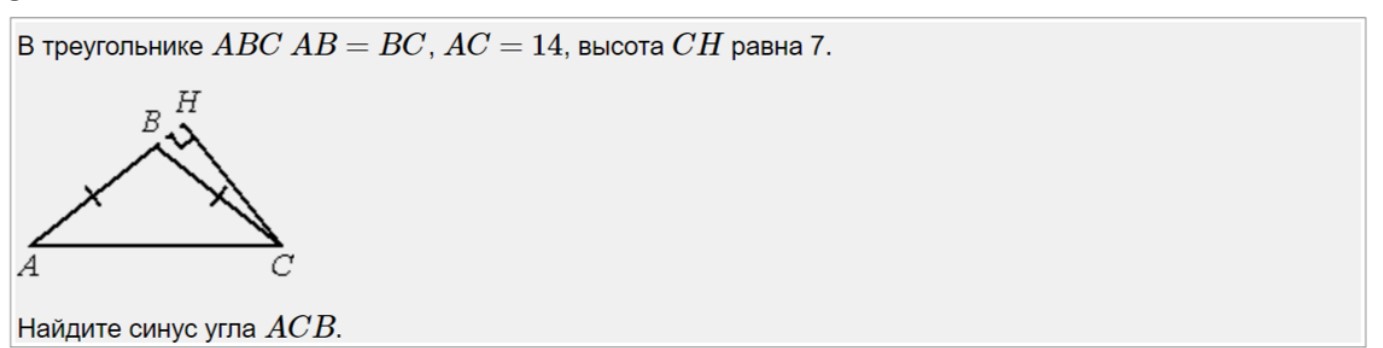 В треугольнике ABC AB = BC, AC = 14, высота CH равна 7.
H
B
A C
Найдите синус угла ACB.